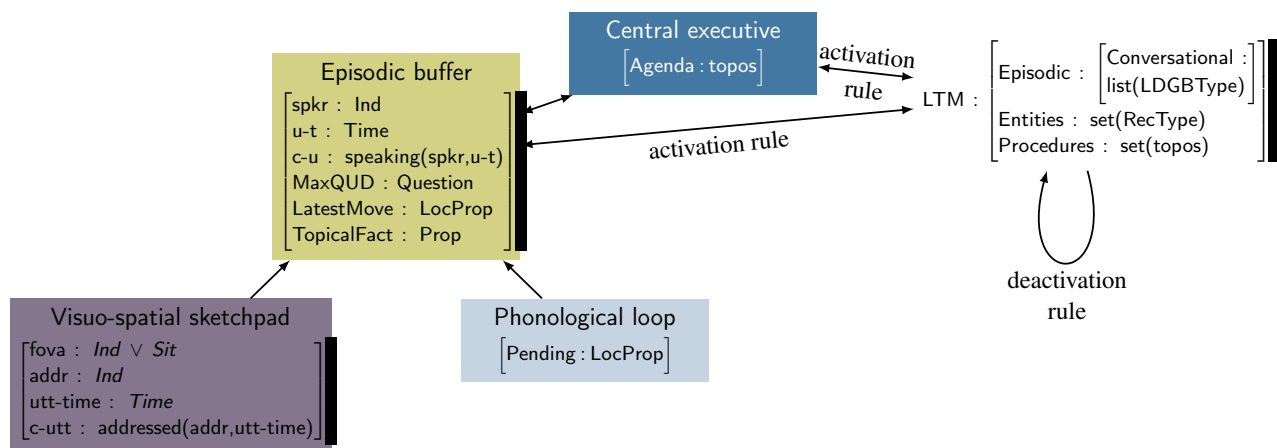 Central executive
[Agenda : topos]
activation
rule
Episodic buffer
spkr : Ind
u-t : Time
c-u : speaking(spkr,u-t)
MaxQUD : Question
LatestMove : LocProp
TopicalFact : Prop
activation rule
LTM :
Episodic :
Conversational :
list(LDGBType)
Entities : set(RecType)
Procedures : set(topos)
deactivation
rule
Visuo-spatial sketchpad
fova : Ind ∨ Sit
addr : Ind
utt-time : Time
c-utt : addressed(addr,utt-time)
Phonological loop
[Pending : LocProp]